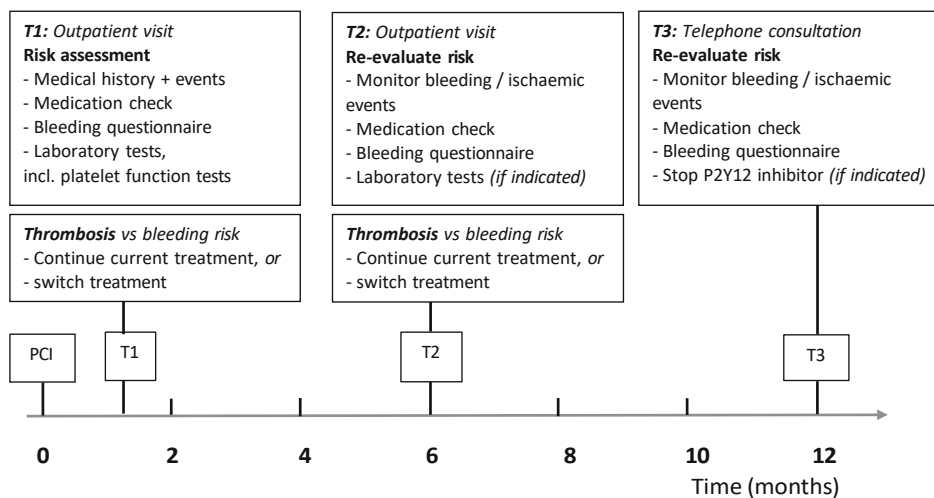 T1: Outpatient visit
Risk assessment
- Medical history + events
- Medication check
- Bleeding questionnaire
- Laboratory tests,
incl. platelet function tests
Thrombosis vs bleeding risk
- Continue current treatment, or
- switch treatment
T2: Outpatient visit
Re-evaluate risk
- Monitor bleeding / ischaemic
events
- Medication check
- Bleeding questionnaire
- Laboratory tests (if indicated)
Thrombosis vs bleeding risk
- Continue current treatment, or
- switch treatment
T3: Telephone consultation
Re-evaluate risk
- Monitor bleeding / ischaemic
events
- Medication check
- Bleeding questionnaire
- Stop P2Y12 inhibitor (if indicated)
PCI
T1
T2
T3
0 2 4 6 8 10 12
Time (months)